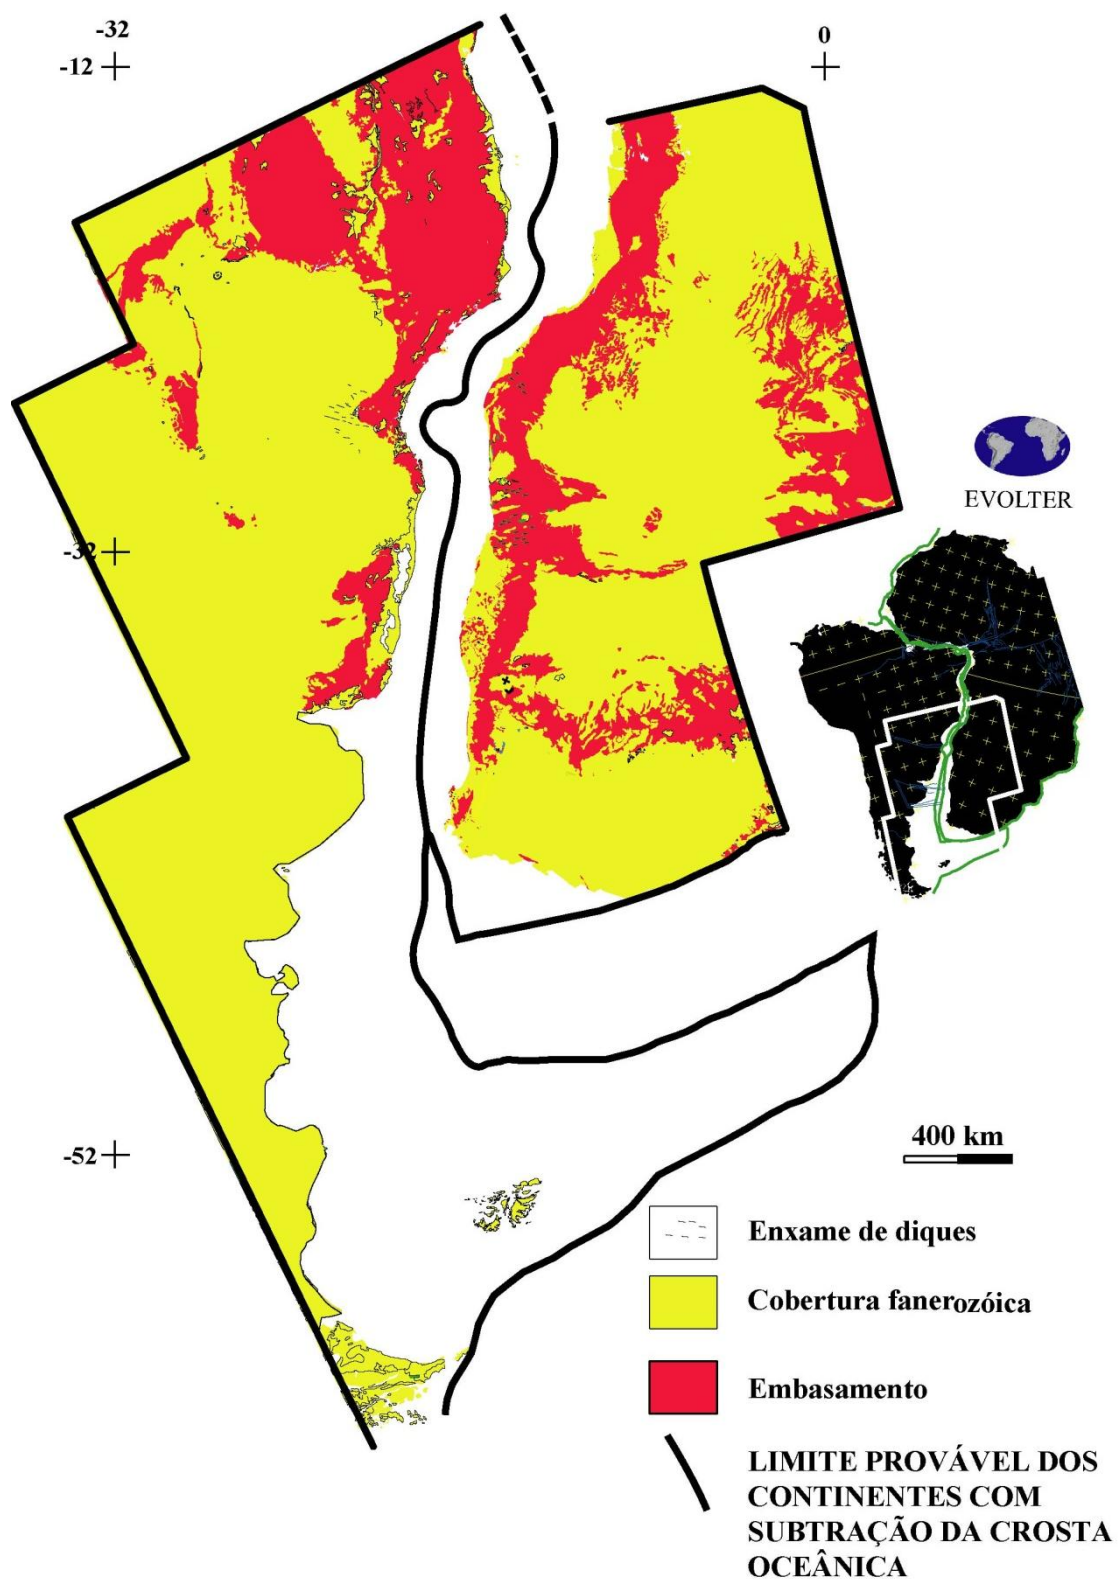 -32
0
-12
EVOLTER
-32
-52
400 km
Enxame de diques
Cobertura fanerozóica
Embasamento
LIMITE PROVÁVEL DOS
CONTINENTES COM
SUBTRAÇÃO DA CROSTA
OCEÂNICA